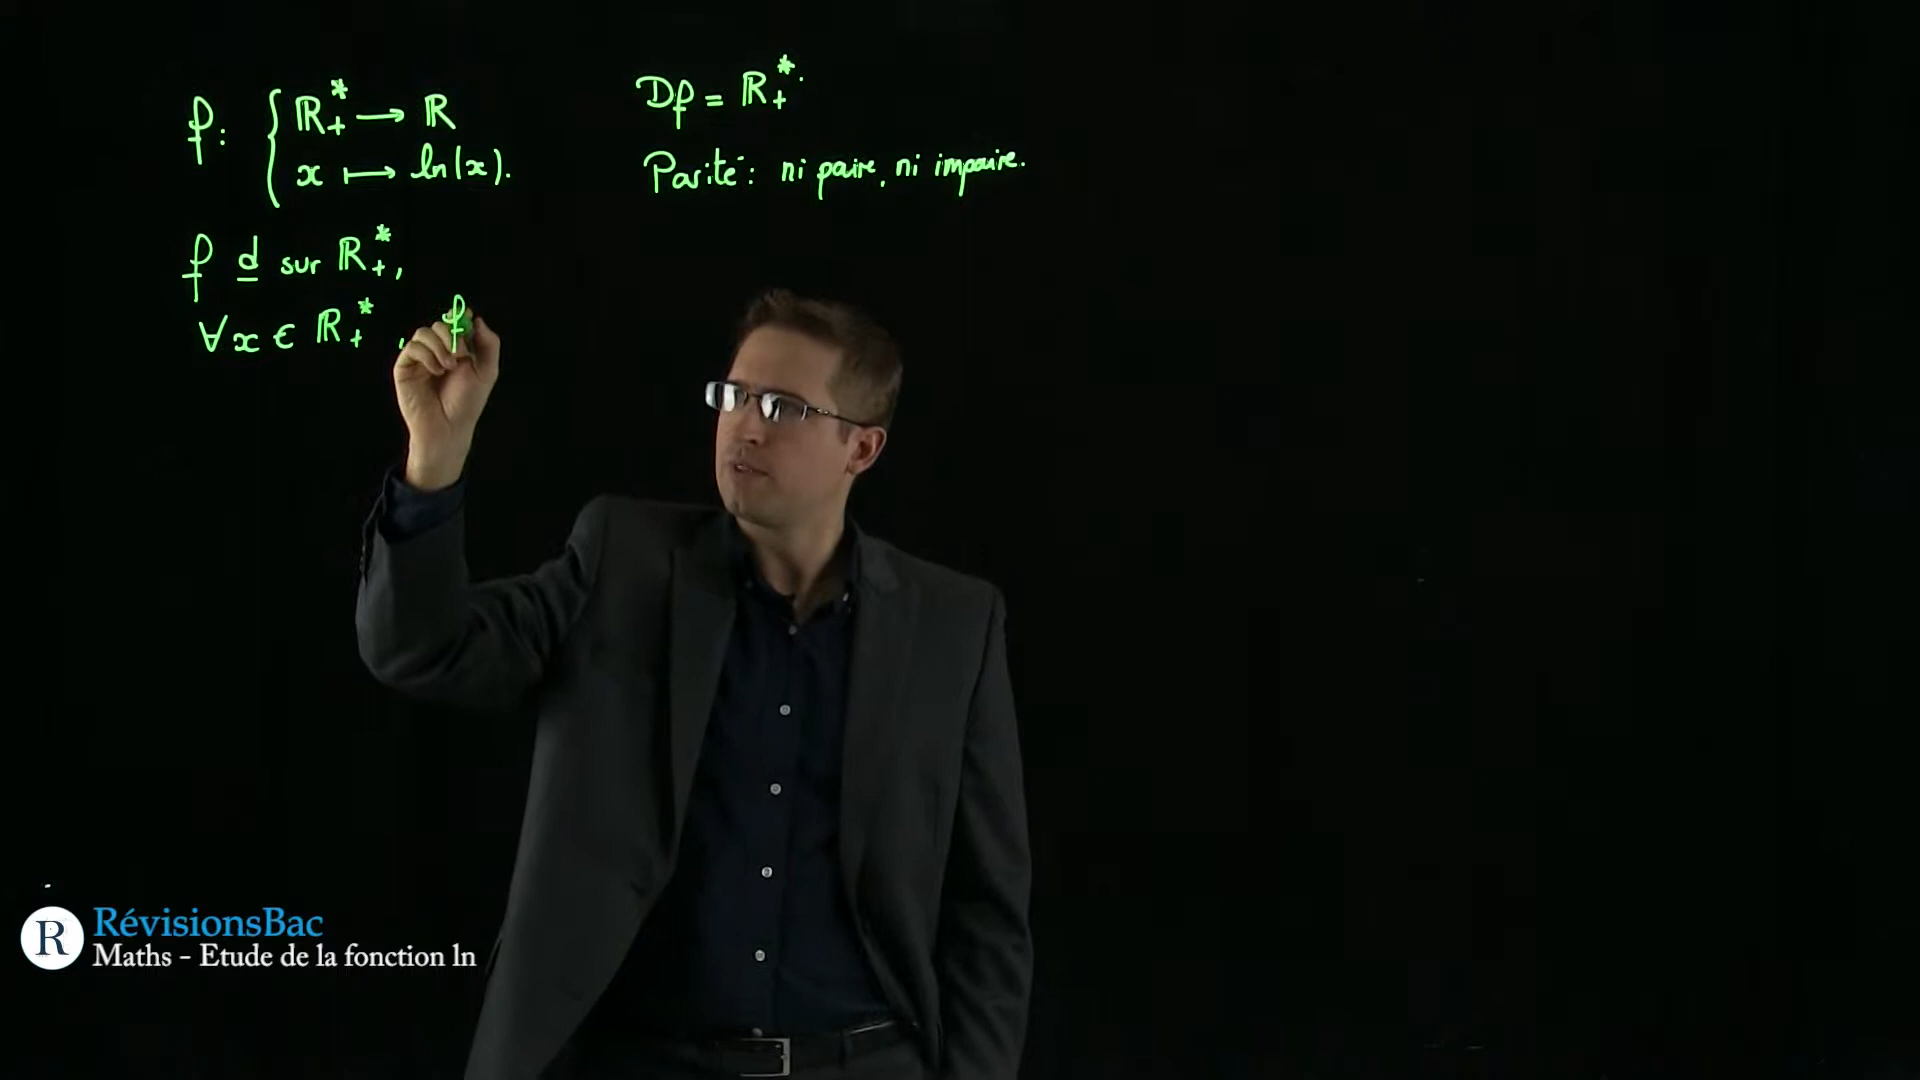 f: { ℝ₊* → ℝ
x ↦ ln(x).
Df = ℝ₊*.
Parité : ni paire, ni impaire.
f d sur ℝ₊*,
∀x ∈ ℝ₊*, f
R RévisionsBac
Maths - Etude de la fonction ln